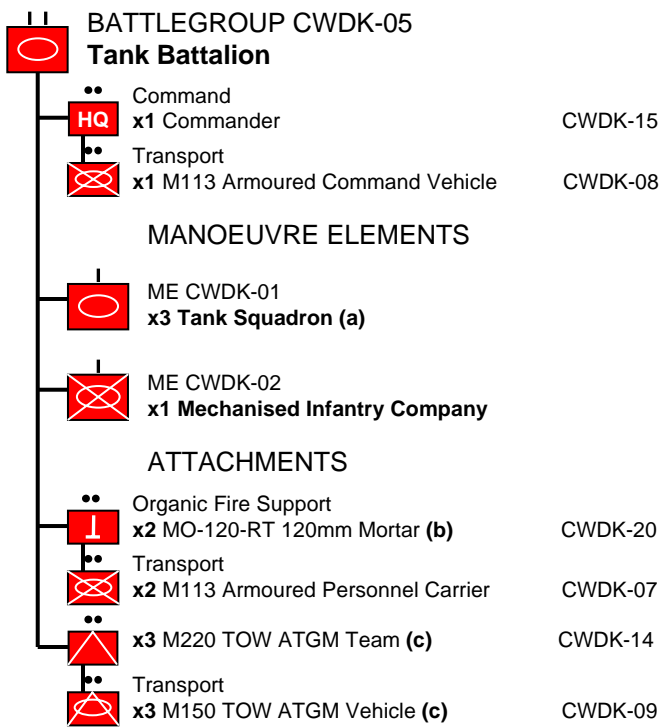 BATTLEGROUP CWDK-05
Tank Battalion
Command
HQ x1 Commander CWDK-15
Transport
x1 M113 Armoured Command Vehicle CWDK-08
MANOEUVRE ELEMENTS
ME CWDK-01
x3 Tank Squadron (a)
ME CWDK-02
x1 Mechanised Infantry Company
ATTACHMENTS
Organic Fire Support
x2 MO-120-RT 120mm Mortar (b) CWDK-20
Transport
x2 M113 Armoured Personnel Carrier CWDK-07
x3 M220 TOW ATGM Team (c) CWDK-14
Transport
x3 M150 TOW ATGM Vehicle (c) CWDK-09